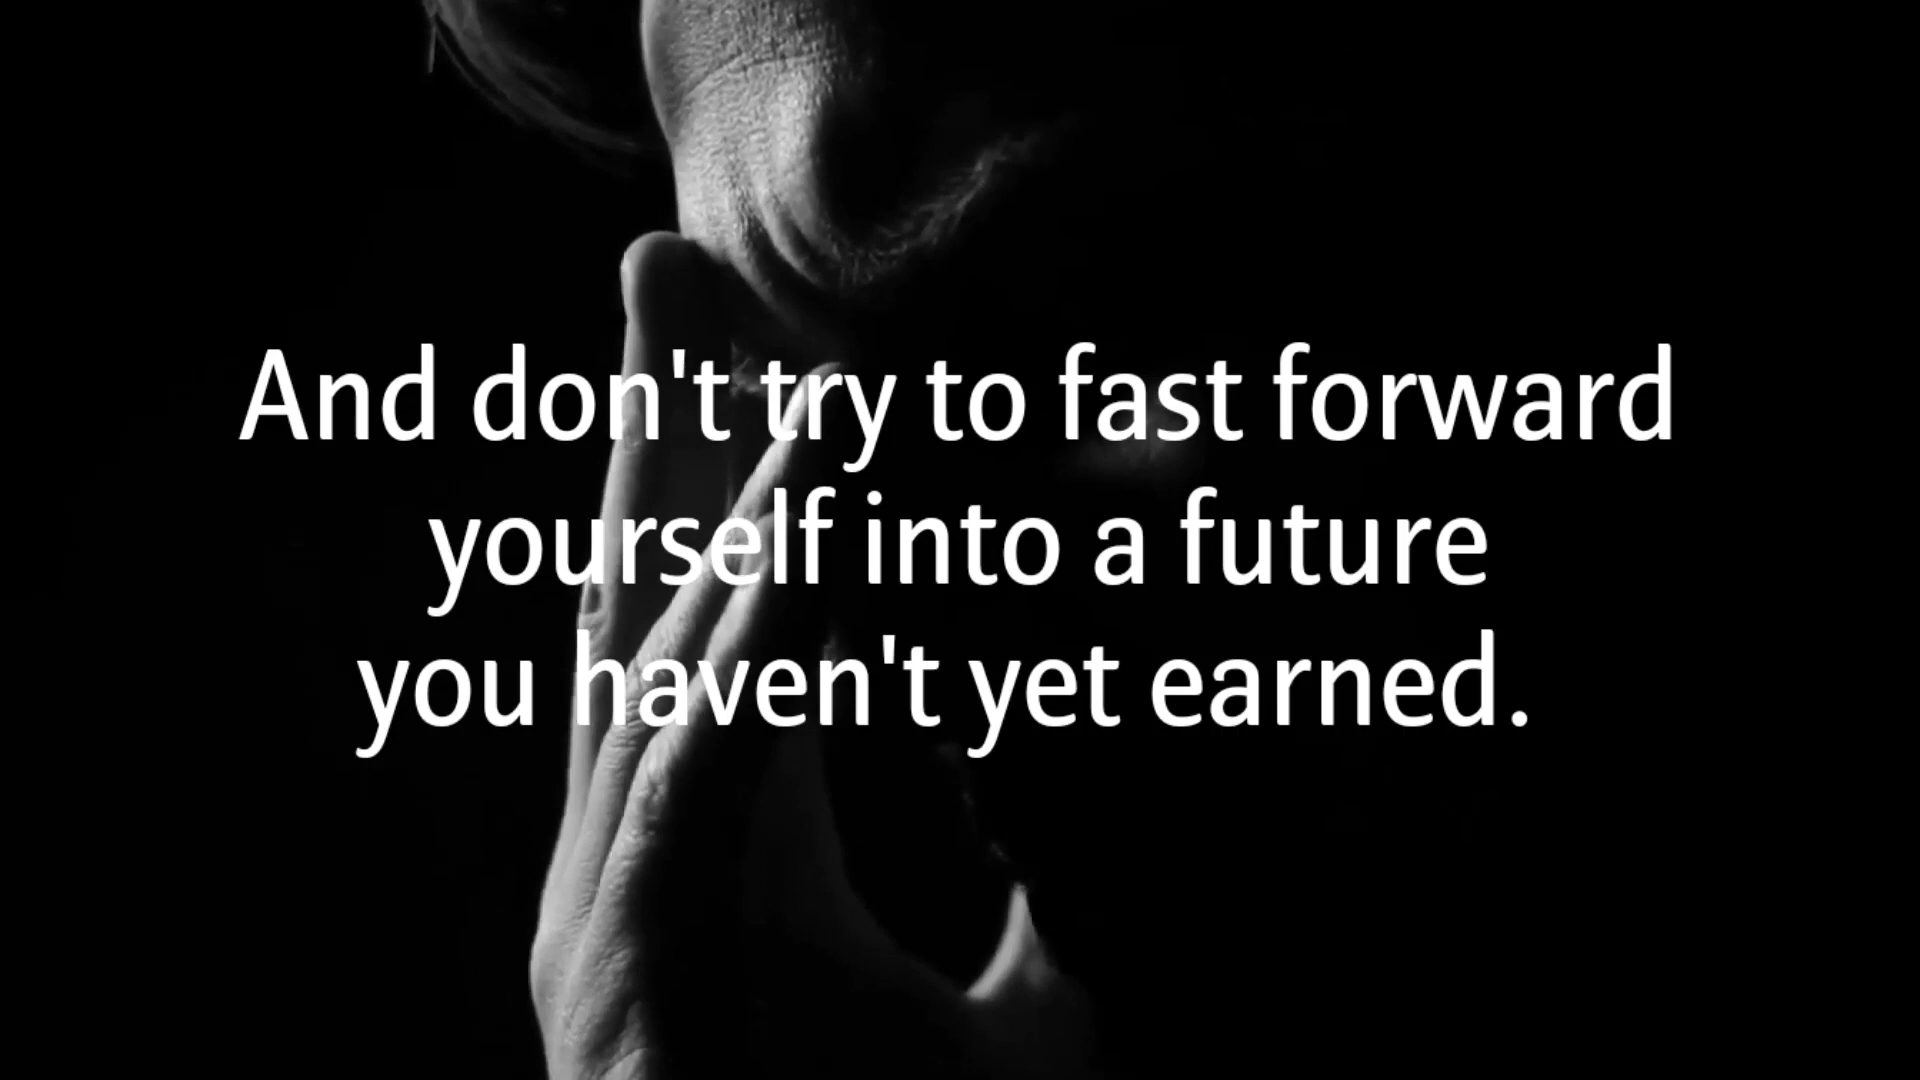 And don't try to fast forward
yourself into a future
you haven't yet earned.